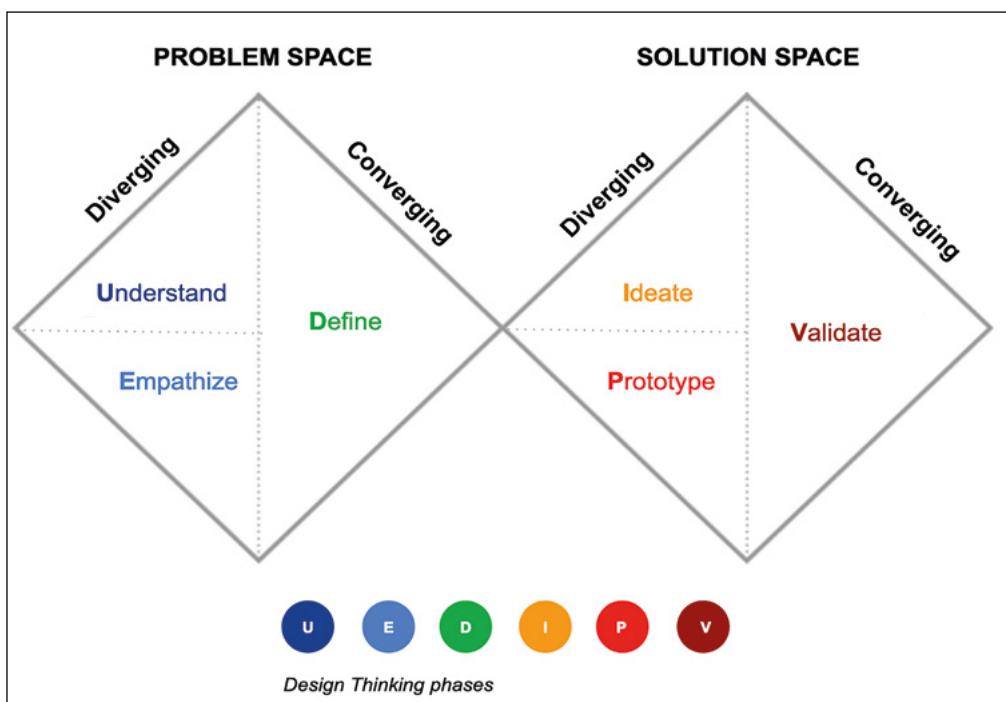 PROBLEM SPACE
SOLUTION SPACE
Diverging
Converging
Diverging
Converging
Understand
Define
Empathize
Ideate
Validate
Prototype
U
E
D
I
P
V
Design Thinking phases